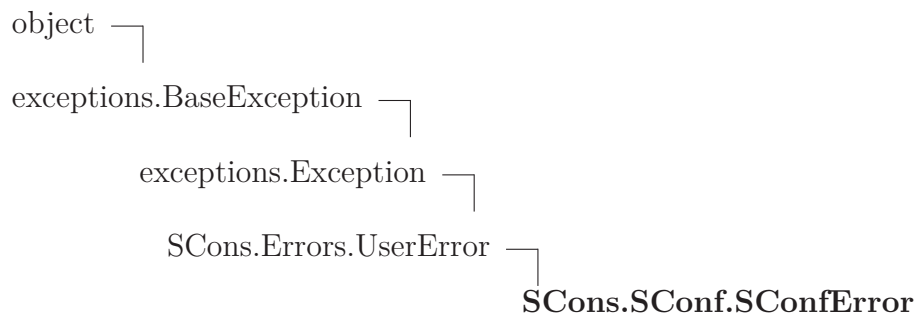 object
exceptions.BaseException
exceptions.Exception
SCons.Errors.UserError
SCons.SConf.SConfError